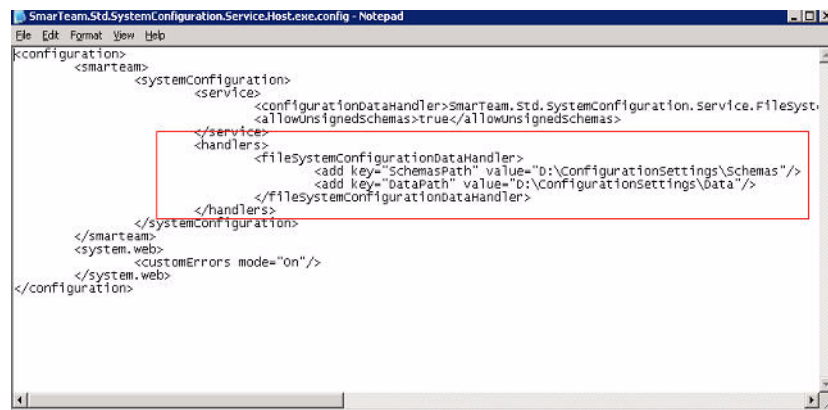 SmarTeam.Std.SystemConfiguration.Service.Host.exe.config - Notepad
File Edit Format View Help
<configuration>
<smarteam>
<systemConfiguration>
<service>
<configurationDataHandler>SmarTeam.Std.SystemConfiguration.Service.FileSyst
<allowUnsignedSchemas>true</allowUnsignedSchemas>
</service>
<handlers>
<fileSystemConfigurationDataHandler>
<add key="SchemasPath" value="D:\ConfigurationSettings\Schemas"/>
<add key="DataPath" value="D:\ConfigurationSettings\Data"/>
</fileSystemConfigurationDataHandler>
</handlers>
</systemConfiguration>
</smarteam>
<system.web>
<customErrors mode="On"/>
</system.web>
</configuration>